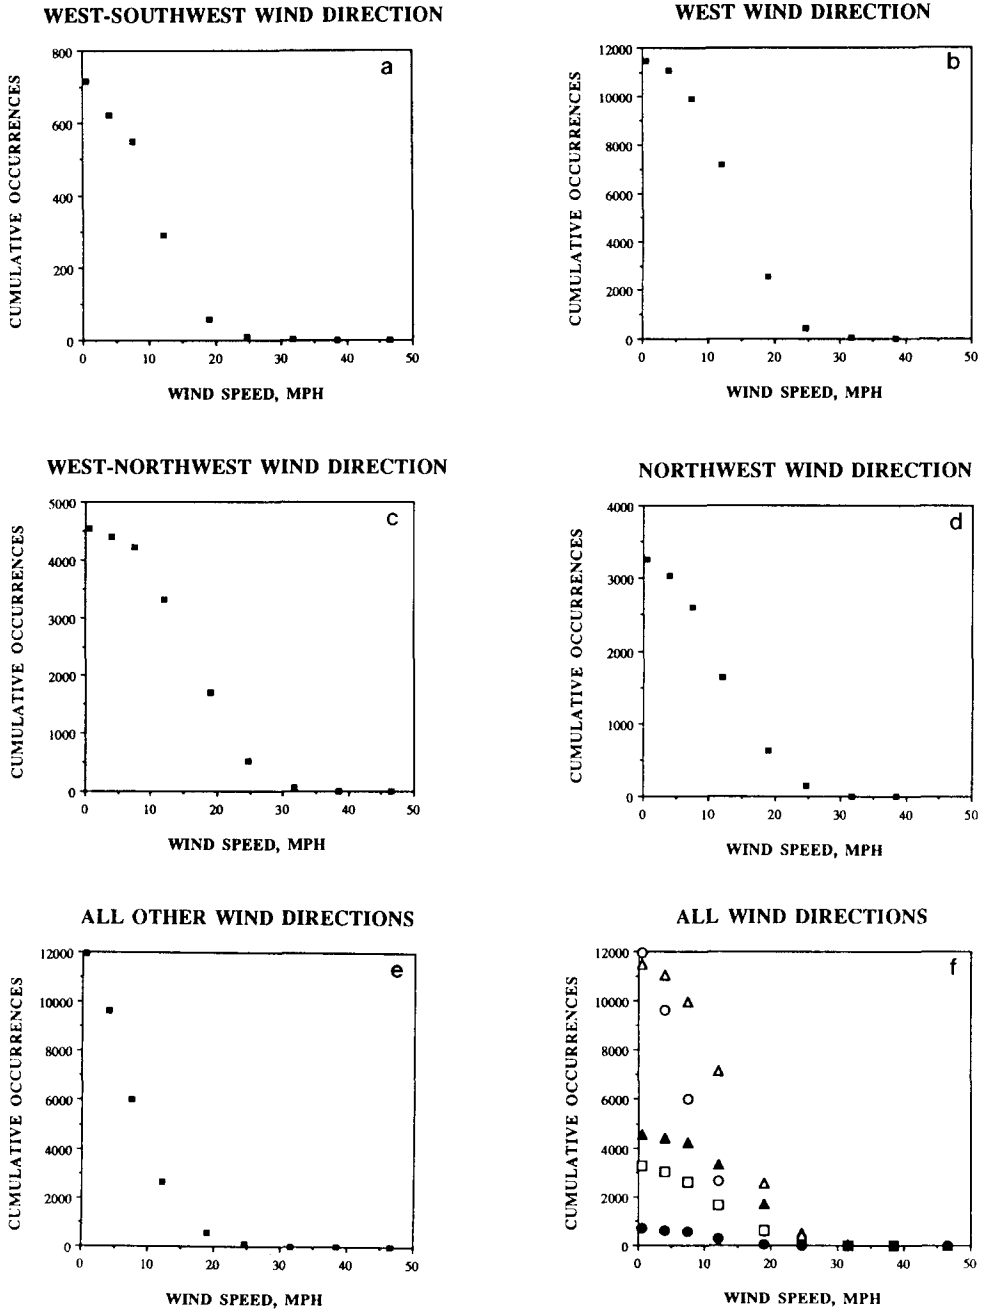 WEST-SOUTHWEST WIND DIRECTION
a
CUMULATIVE OCCURRENCES
800
600
400
200
0
0 10 20 30 40 50
WIND SPEED, MPH
WEST WIND DIRECTION
b
CUMULATIVE OCCURRENCES
12000
10000
8000
6000
4000
2000
0
0 10 20 30 40 50
WIND SPEED, MPH
WEST-NORTHWEST WIND DIRECTION
c
CUMULATIVE OCCURRENCES
5000
4000
3000
2000
1000
0
0 10 20 30 40 50
WIND SPEED, MPH
NORTHWEST WIND DIRECTION
d
CUMULATIVE OCCURRENCES
4000
3000
2000
1000
0
0 10 20 30 40 50
WIND SPEED, MPH
ALL OTHER WIND DIRECTIONS
e
CUMULATIVE OCCURRENCES
12000
10000
8000
6000
4000
2000
0
0 10 20 30 40 50
WIND SPEED, MPH
ALL WIND DIRECTIONS
f
CUMULATIVE OCCURRENCES
12000
10000
8000
6000
4000
2000
0
0 10 20 30 40 50
WIND SPEED, MPH